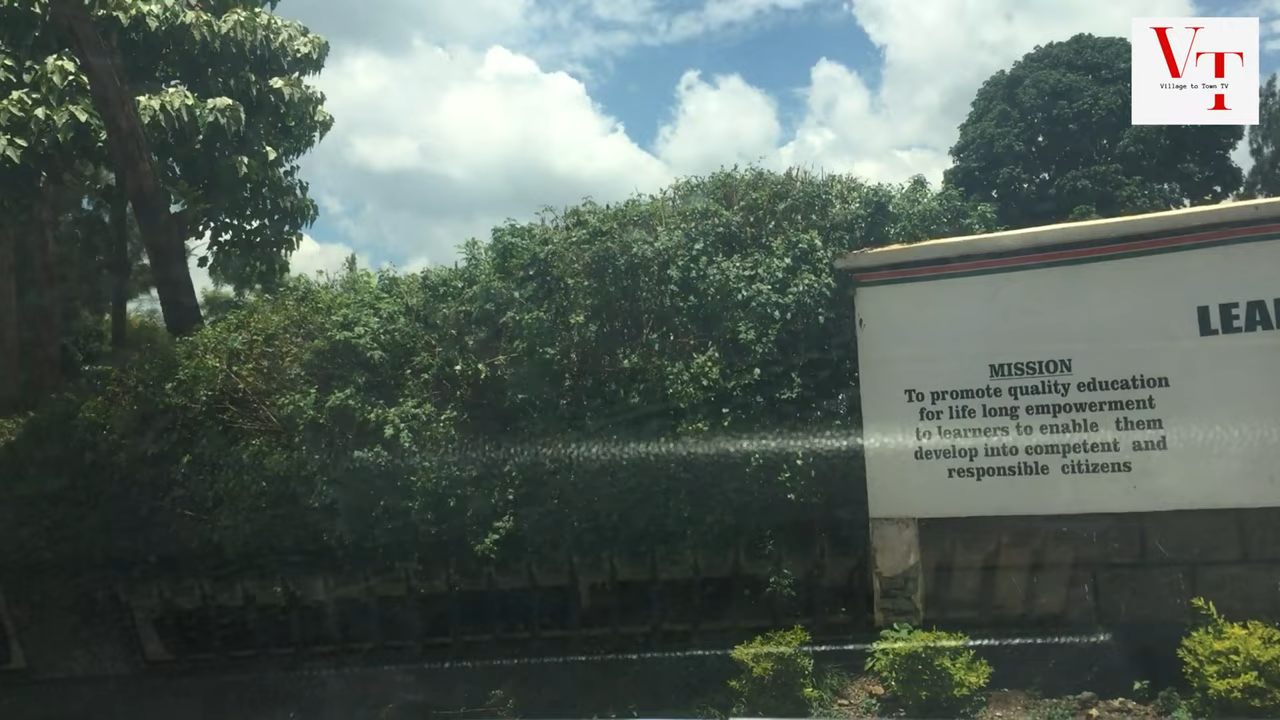 VT
Village to Town TV
LEA
MISSION
To promote quality education
for life long empowerment
to learners to enable them
develop into competent and
responsible citizens